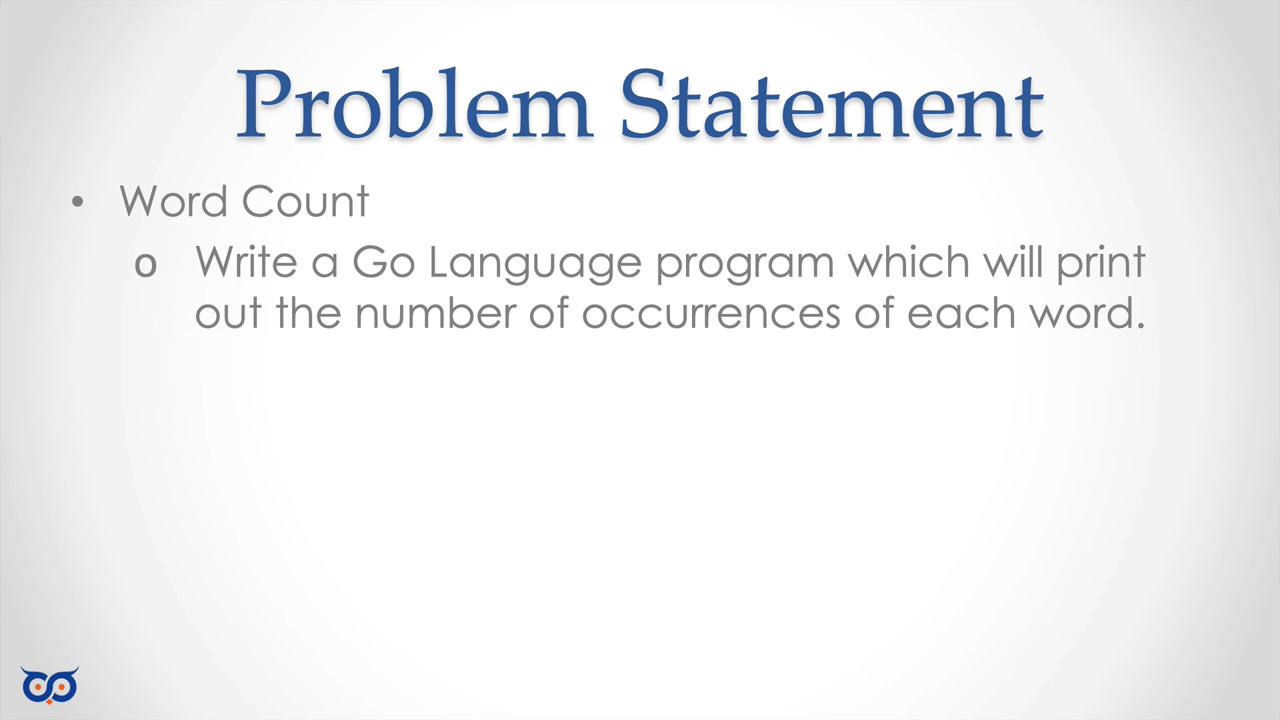 Problem Statement
• Word Count
o Write a Go Language program which will print
out the number of occurrences of each word.